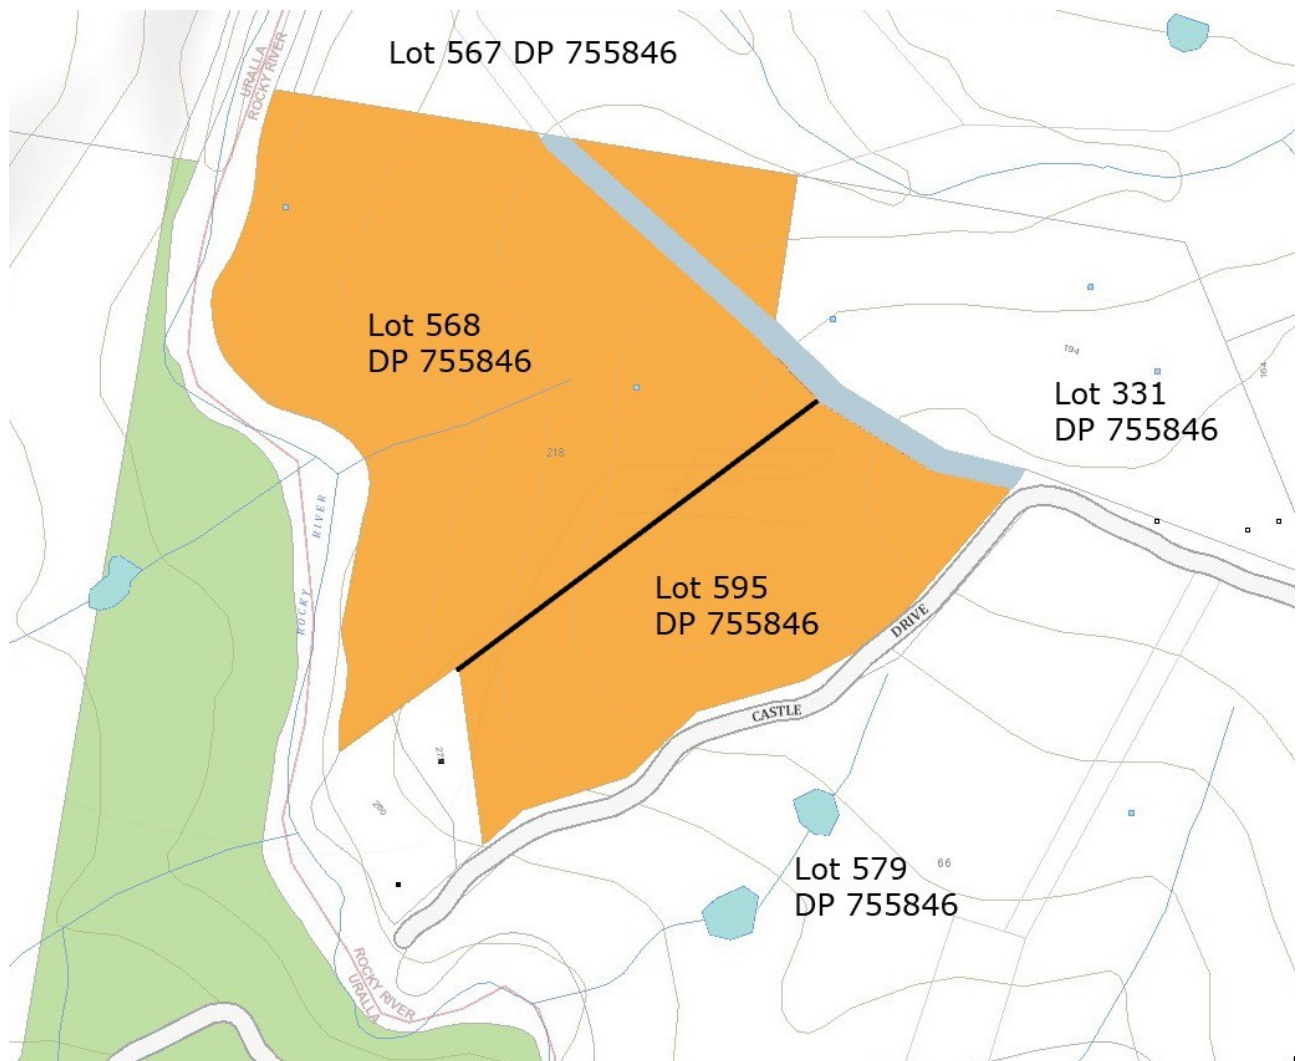 URALLA
ROCKY RIVER
Lot 567 DP 755846
Lot 568
DP 755846
194
164
Lot 331
DP 755846
218
RIVER
ROCKY
Lot 595
DP 755846
DRIVE
CASTLE
260
Lot 579
DP 755846
66
ROCKY RIVER
URALLA